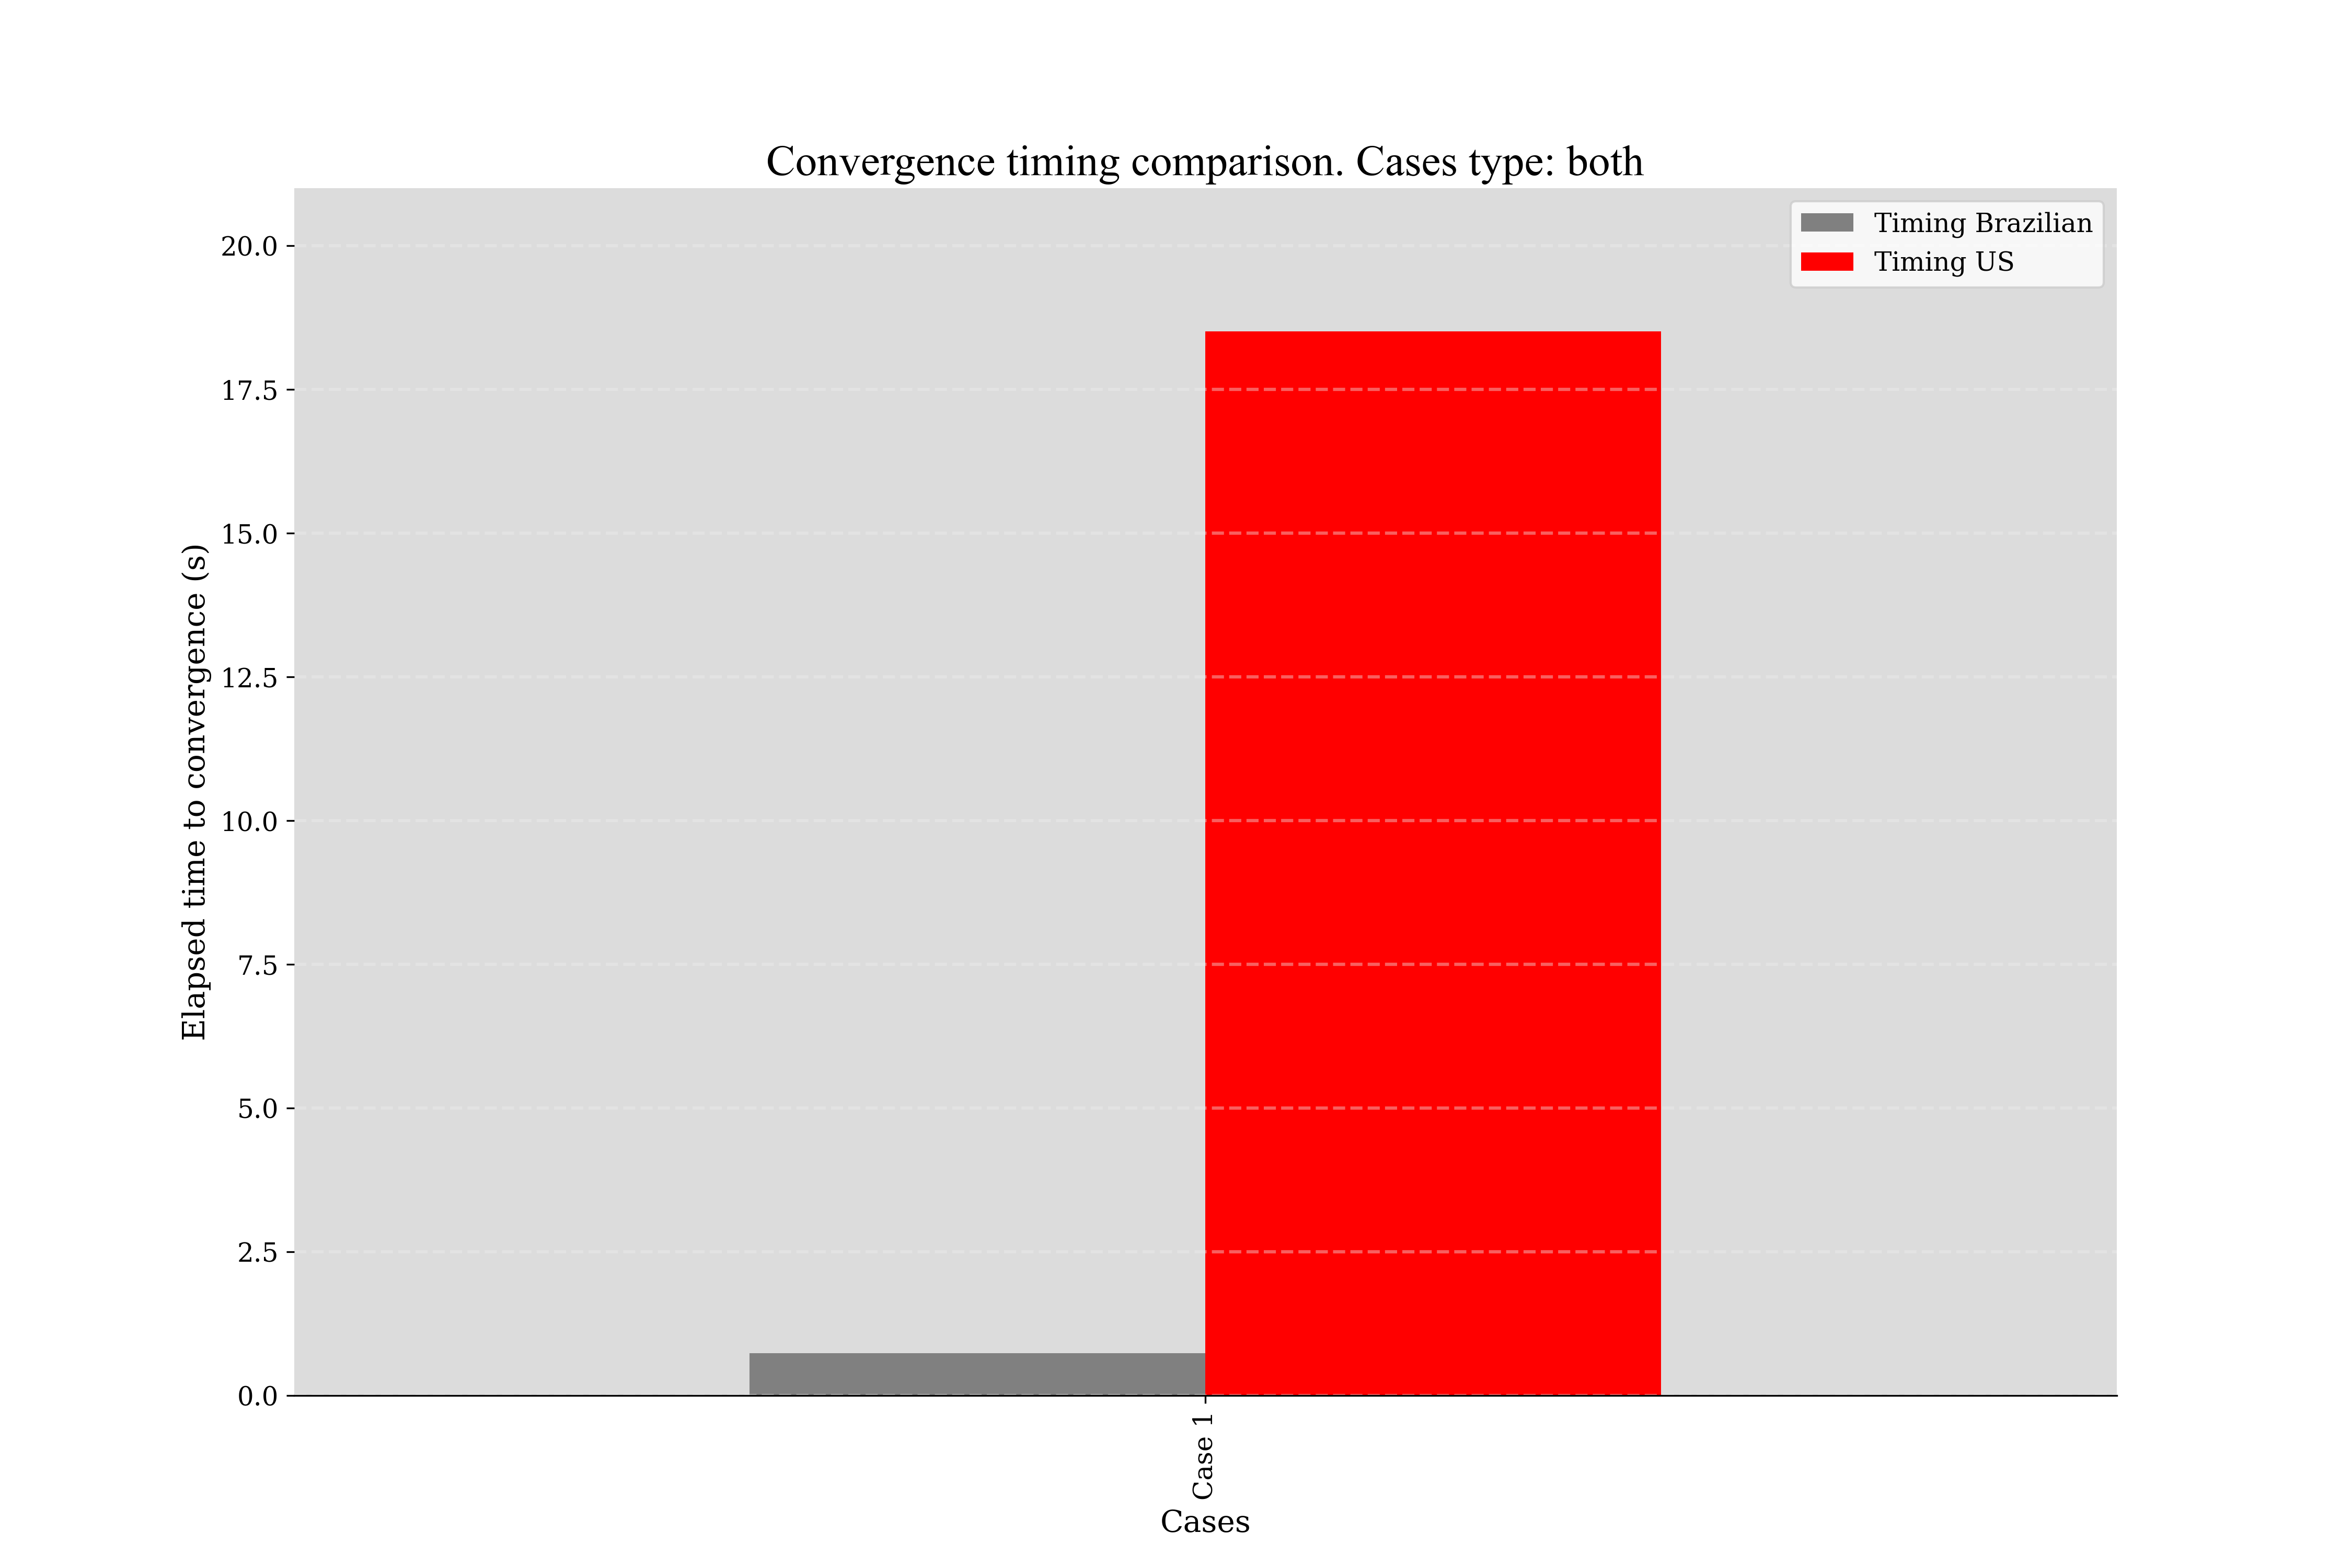 Convergence timing comparison. Cases type: both
Timing Brazilian
Timing US
20.0
17.5
15.0
12.5
10.0
7.5
5.0
2.5
0.0
Elapsed time to convergence (s)
Case 1
Cases